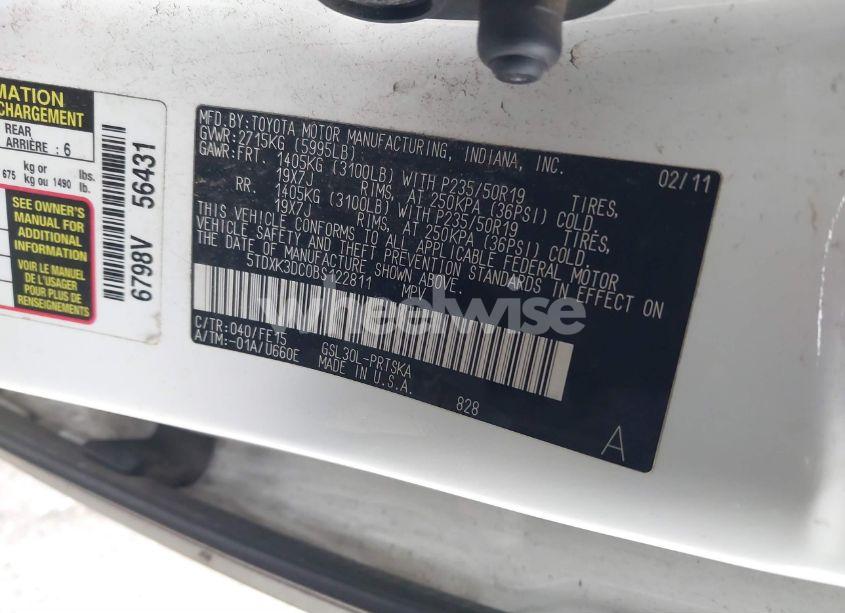 MATION
CHARGEMENT
REAR
ARRIÈRE : 6
kg or lbs.
675 kg ou 1490 lb.
SEE OWNER'S
MANUAL FOR
ADDITIONAL
INFORMATION
VOIR LE MANUEL
DE L'USAGER
POUR PLUS DE
RENSEIGNEMENTS
6798V 56431
MFD.BY:TOYOTA MOTOR MANUFACTURING, INDIANA, INC. 02/11
GVWR:2715KG (5995LB)
GAWR:FRT. 1405KG (3100LB) WITH P235/50R19 TIRES,
19X7J RIMS, AT 250KPA (36PSI) COLD.
RR. 1405KG (3100LB) WITH P235/50R19 TIRES,
19X7J RIMS, AT 250KPA (36PSI) COLD.
THIS VEHICLE CONFORMS TO ALL APPLICABLE FEDERAL MOTOR
VEHICLE SAFETY AND THEFT PREVENTION STANDARDS IN EFFECT ON
THE DATE OF MANUFACTURE SHOWN ABOVE.
5TDXK3DC0BS122811 MPV
wheelwise
C/TR:040/FE15 GSL30L-PRTSKA
A/TM:-01A/U660E MADE IN U.S.A.
828
A